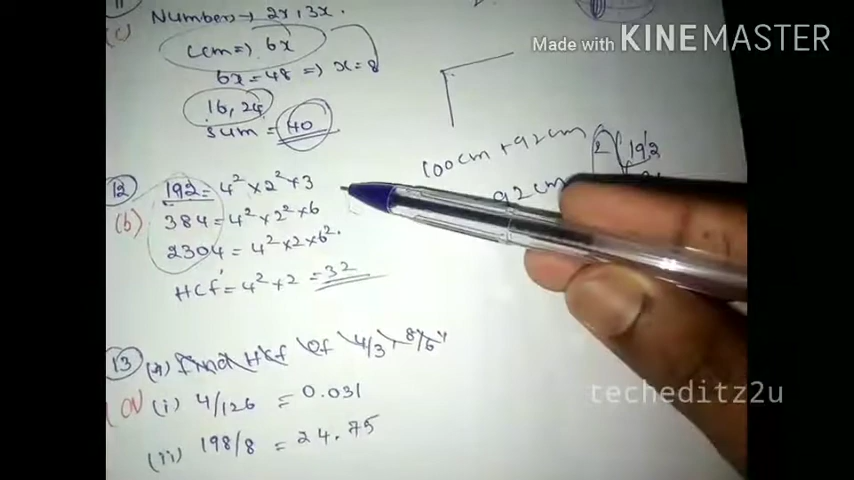 11
(c)
Numbers → 2x, 3x.
LCM ⇒ 6x
6x = 48 ⇒ x = 8
16, 24
Sum = 40
12
(b)
192 = 4² × 2² × 3
384 = 4² × 2² × 6
2304 = 4² × 2 × 6².
HCf = 4² × 2 = 32
13 (A) Find HCf Of 4/3,
(i) 4/126 = 0.031
(ii) 198/8 = 24.75
100cm + 92cm
92cm
2 192
Made with KINEMASTER
techeditz2u